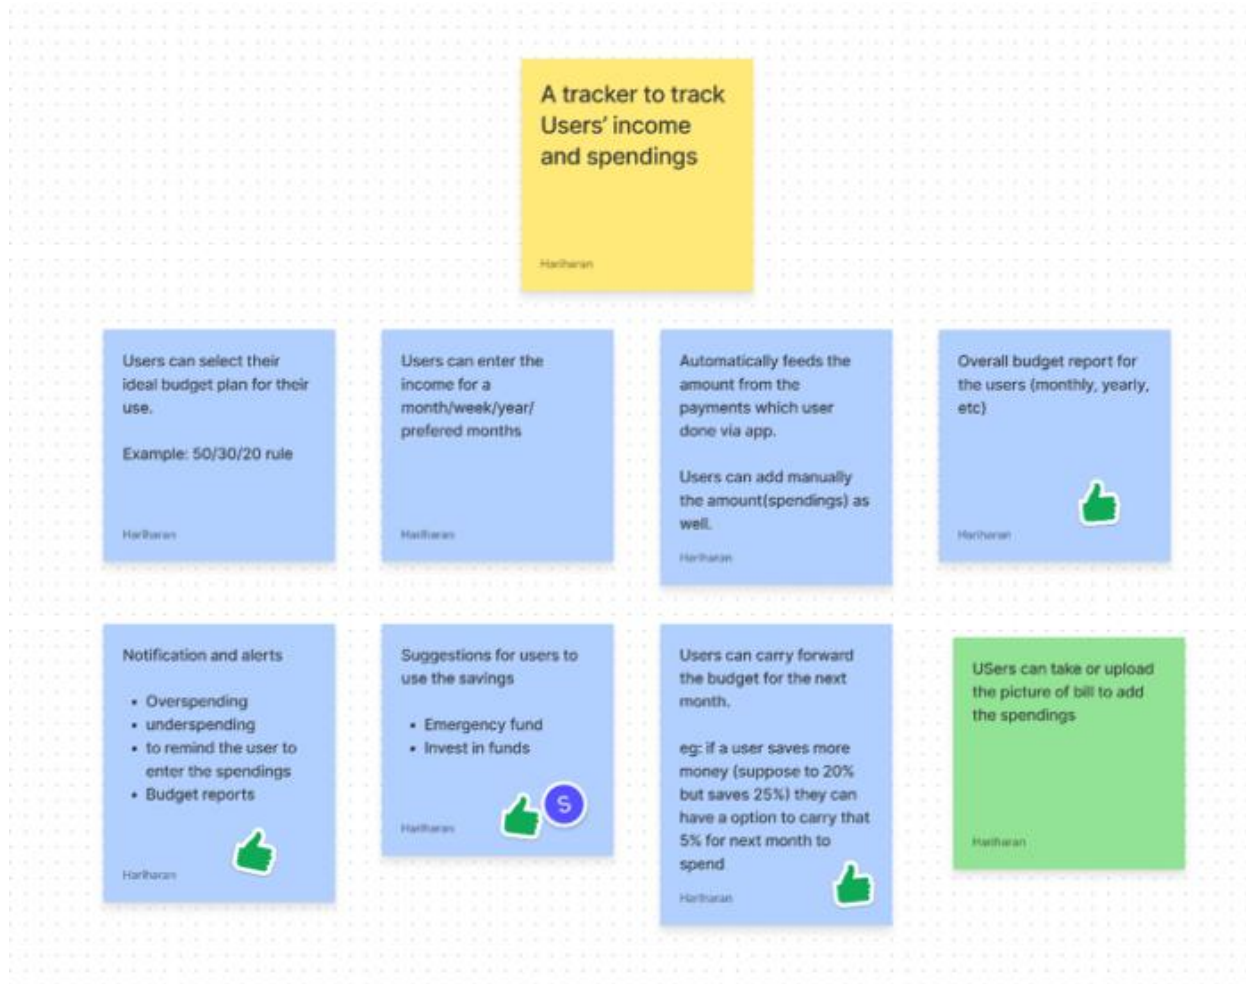 A tracker to track
Users’ income
and spendings
Hariharan
Users can select their
ideal budget plan for their
use.
Example: 50/30/20 rule
Hariharan
Users can enter the
income for a
month/week/year/
prefered months
Hariharan
Automatically feeds the
amount from the
payments which user
done via app.
Users can add manually
the amount(spendings) as
well.
Hariharan
Overall budget report for
the users (monthly, yearly,
etc)
Hariharan
Notification and alerts
• Overspending
• underspending
• to remind the user to
enter the spendings
• Budget reports
Hariharan
Suggestions for users to
use the savings
• Emergency fund
• Invest in funds
S
Hariharan
Users can carry forward
the budget for the next
month.
eg: if a user saves more
money (suppose to 20%
but saves 25%) they can
have a option to carry that
5% for next month to
spend
Hariharan
USers can take or upload
the picture of bill to add
the spendings
Hariharan